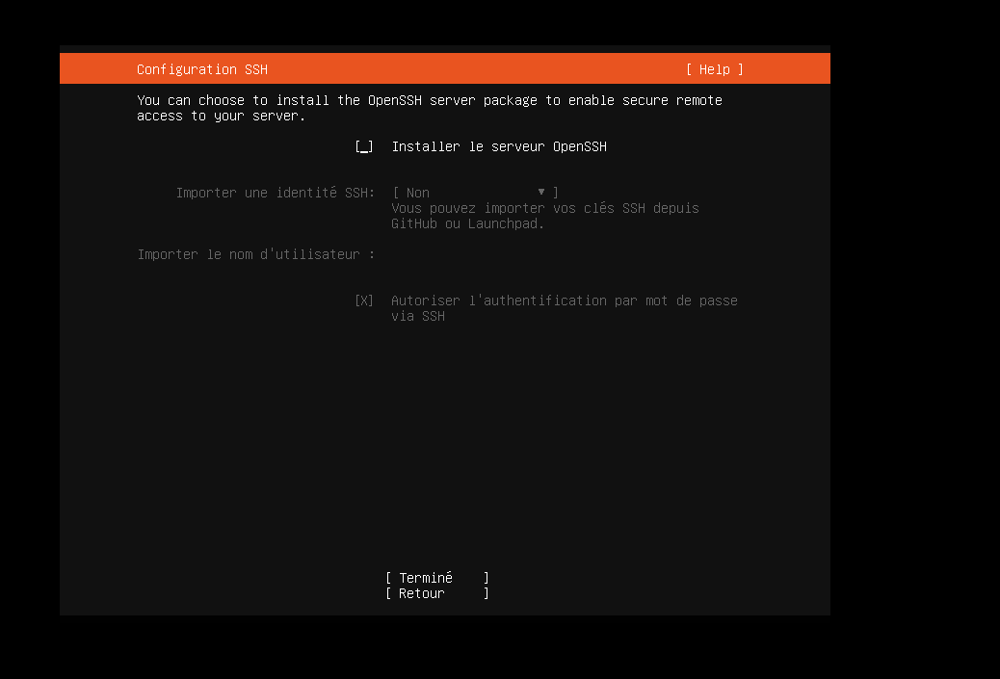 Configuration SSH [ Help ]
You can choose to install the OpenSSH server package to enable secure remote
access to your server.
[_] Installer le serveur OpenSSH
Importer une identité SSH: [ Non ▾ ]
Vous pouvez importer vos clés SSH depuis
GitHub ou Launchpad.
Importer le nom d'utilisateur :
[X] Autoriser l'authentification par mot de passe
via SSH
[ Terminé ]
[ Retour ]